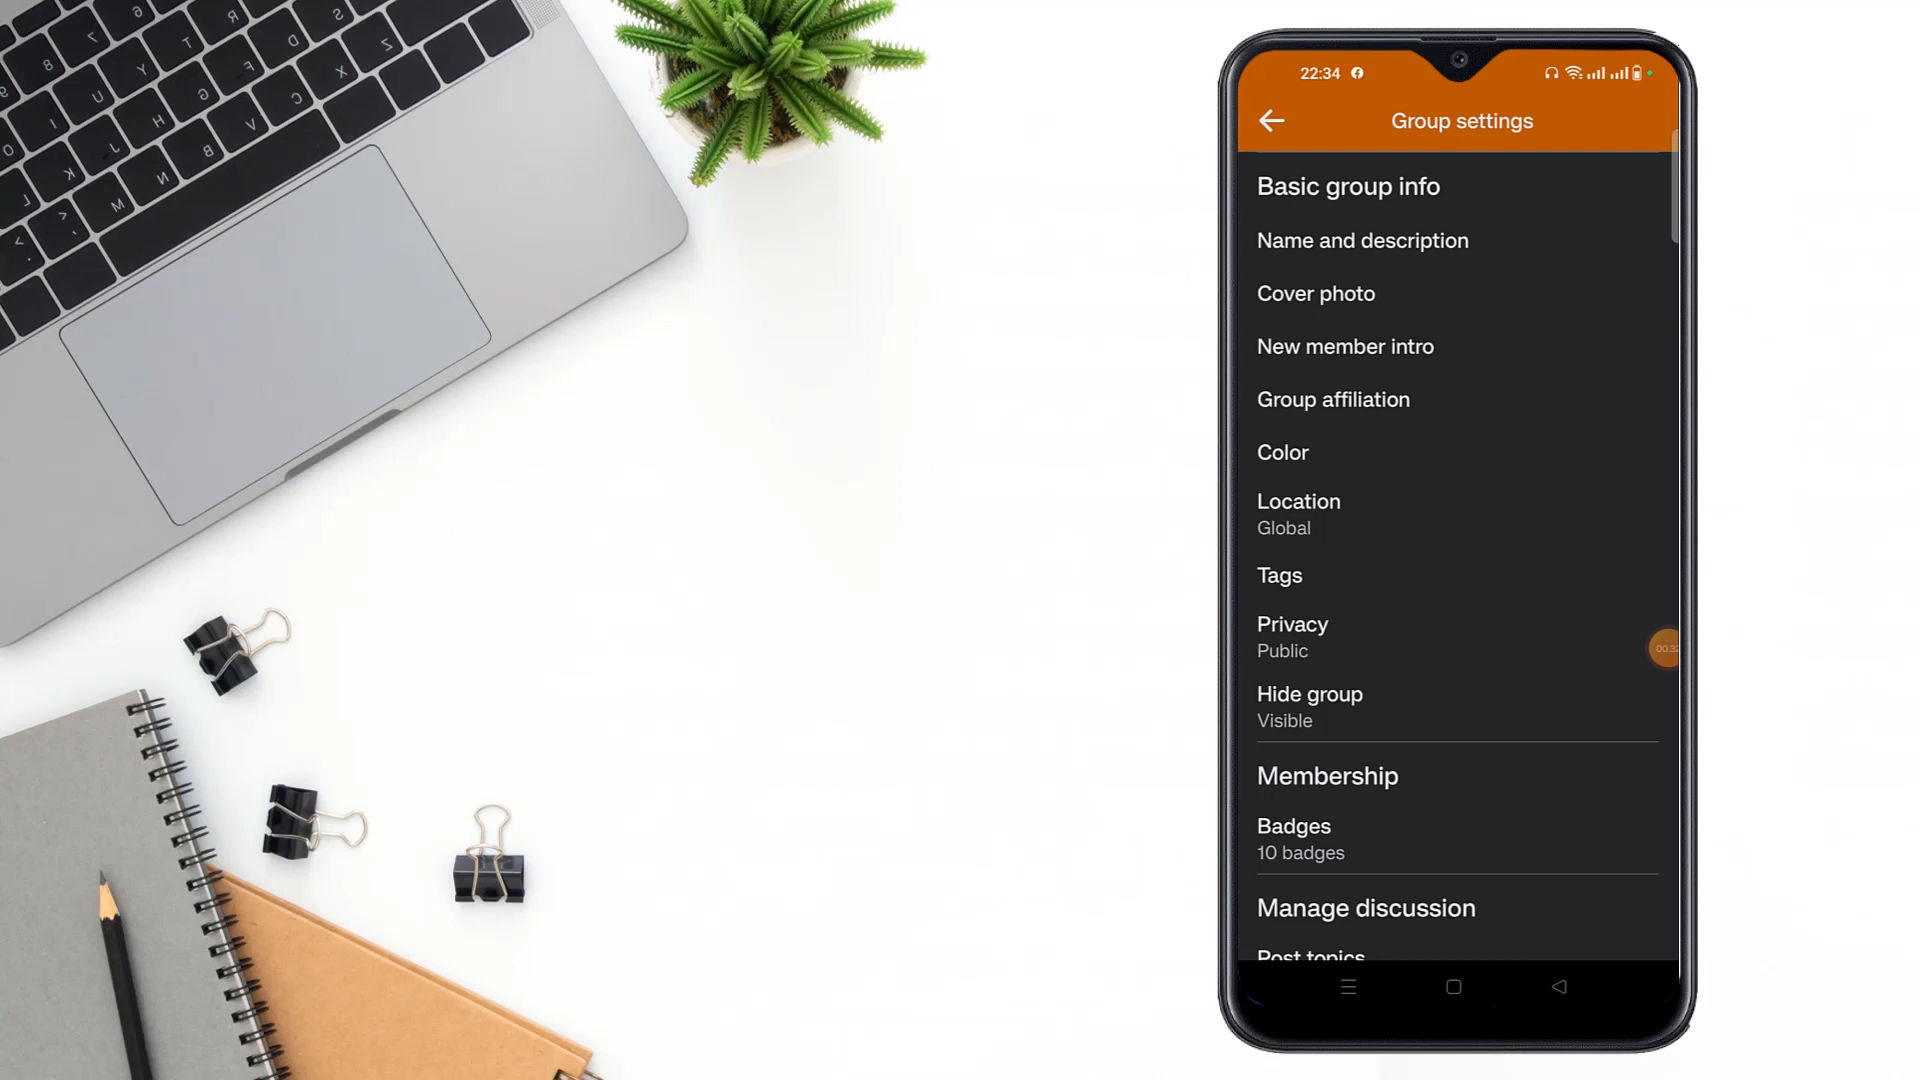 22:34
Group settings
Basic group info
Name and description
Cover photo
New member intro
Group affiliation
Color
Location
Global
Tags
Privacy
Public
Hide group
Visible
Membership
Badges
10 badges
Manage discussion
Post topics